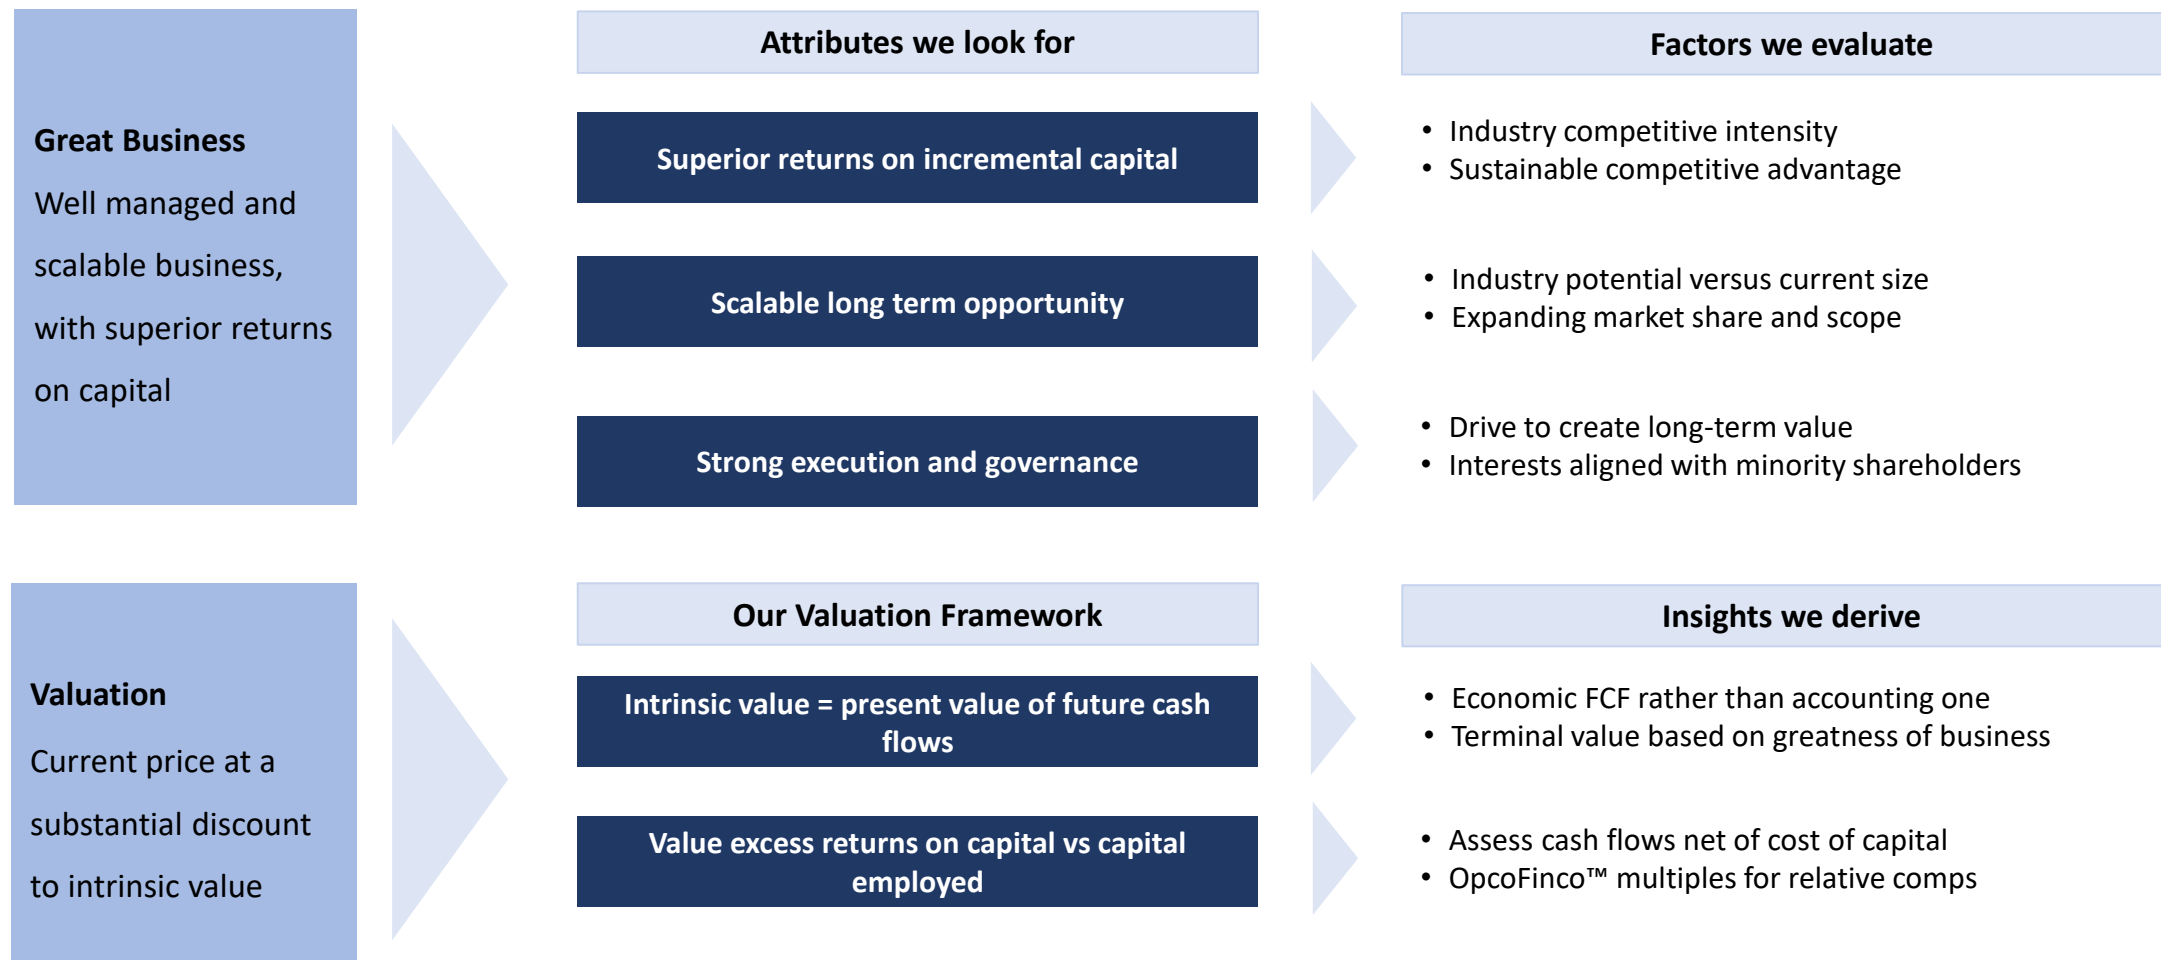 Great Business
Well managed and
scalable business,
with superior returns
on capital
Attributes we look for
Factors we evaluate
Superior returns on incremental capital
• Industry competitive intensity
• Sustainable competitive advantage
Scalable long term opportunity
• Industry potential versus current size
• Expanding market share and scope
Strong execution and governance
• Drive to create long-term value
• Interests aligned with minority shareholders
Valuation
Current price at a
substantial discount
to intrinsic value
Our Valuation Framework
Insights we derive
Intrinsic value = present value of future cash
flows
• Economic FCF rather than accounting one
• Terminal value based on greatness of business
Value excess returns on capital vs capital
employed
• Assess cash flows net of cost of capital
• OpcoFinco™ multiples for relative comps